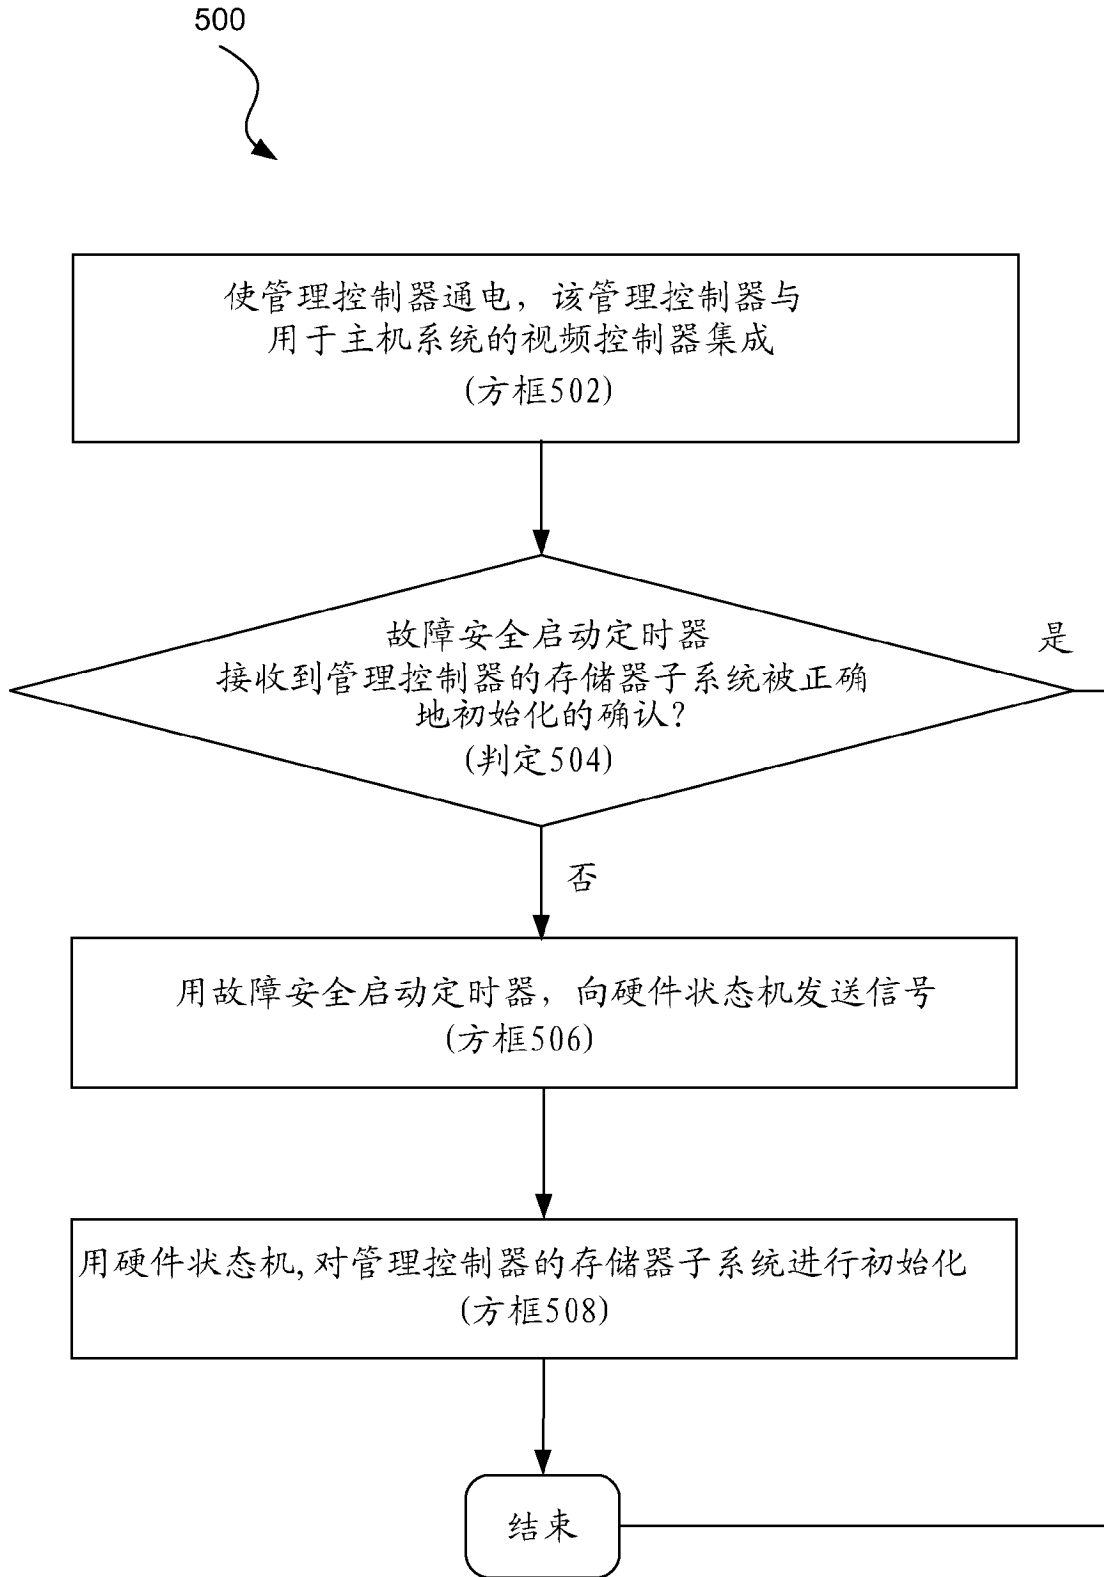 500
使管理控制器通电，该管理控制器与
用于主机系统的视频控制器集成
(方框502)
故障安全启动定时器
接收到管理控制器的存储器子系统被正确
地初始化的确认?
(判定504)
是
否
用故障安全启动定时器，向硬件状态机发送信号
(方框506)
用硬件状态机,对管理控制器的存储器子系统进行初始化
(方框508)
结束